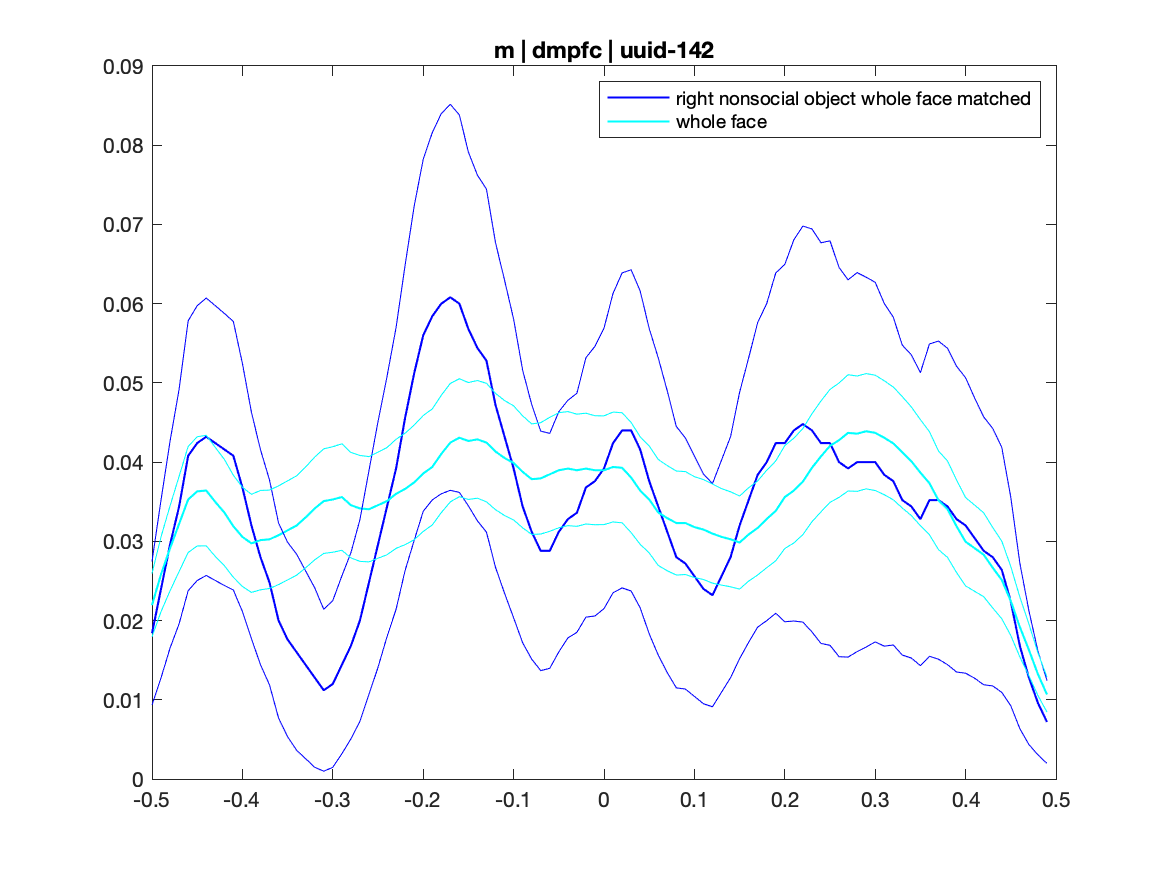 m | dmpfc | uuid-142
right nonsocial object whole face matched
whole face
0.09
0.08
0.07
0.06
0.05
0.04
0.03
0.02
0.01
0
-0.5 -0.4 -0.3 -0.2 -0.1 0 0.1 0.2 0.3 0.4 0.5